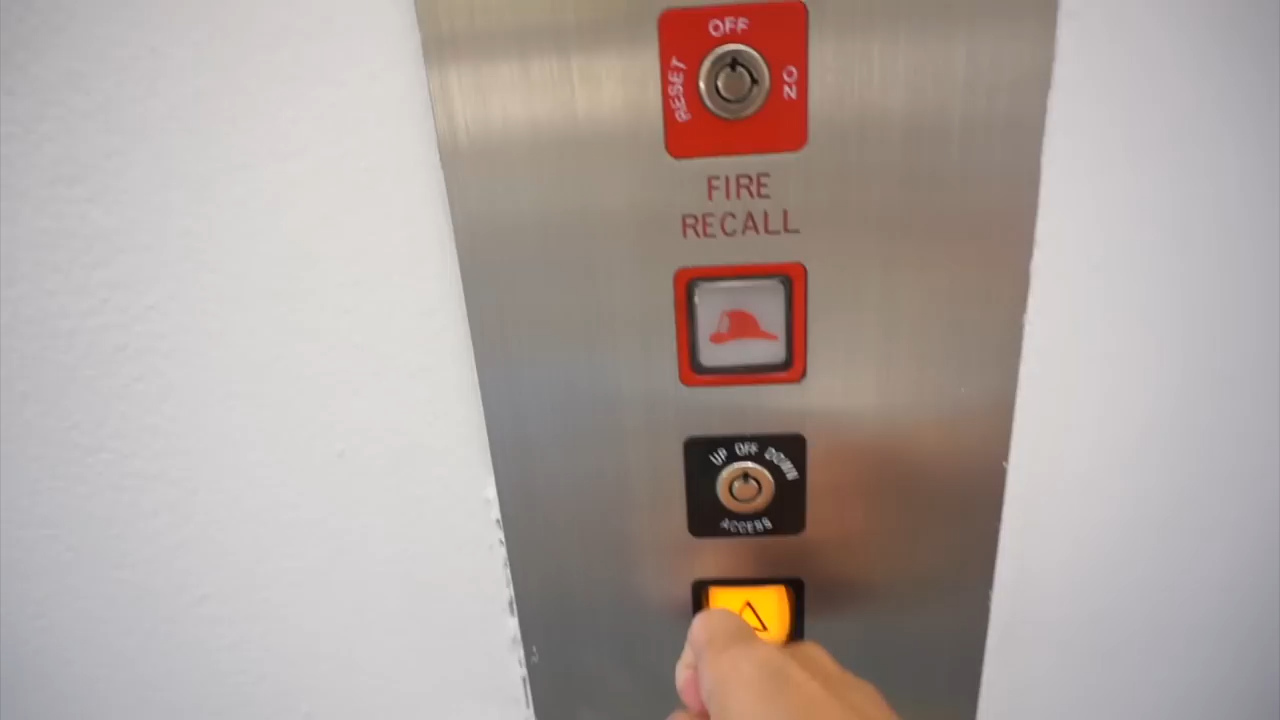 OFF
RESET
ON
FIRE
RECALL
UP OFF DOWN
ACCESS